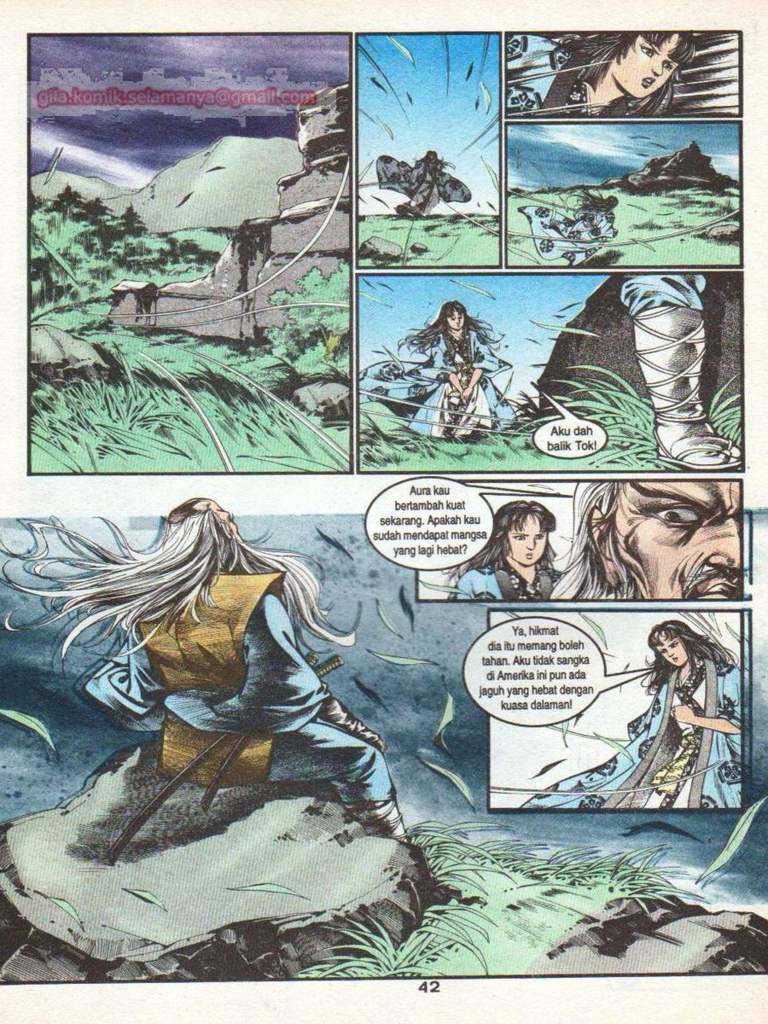 gila.komik.selamanya@gmail.com
Aku dah
balik Tok!
Aura kau
bertambah kuat
sekarang. Apakah kau
sudah mendapat mangsa
yang lagi hebat?
Ya, hikmat
dia itu memang boleh
tahan. Aku tidak sangka
di Amerika ini pun ada
jaguh yang hebat dengan
kuasa dalaman!
42